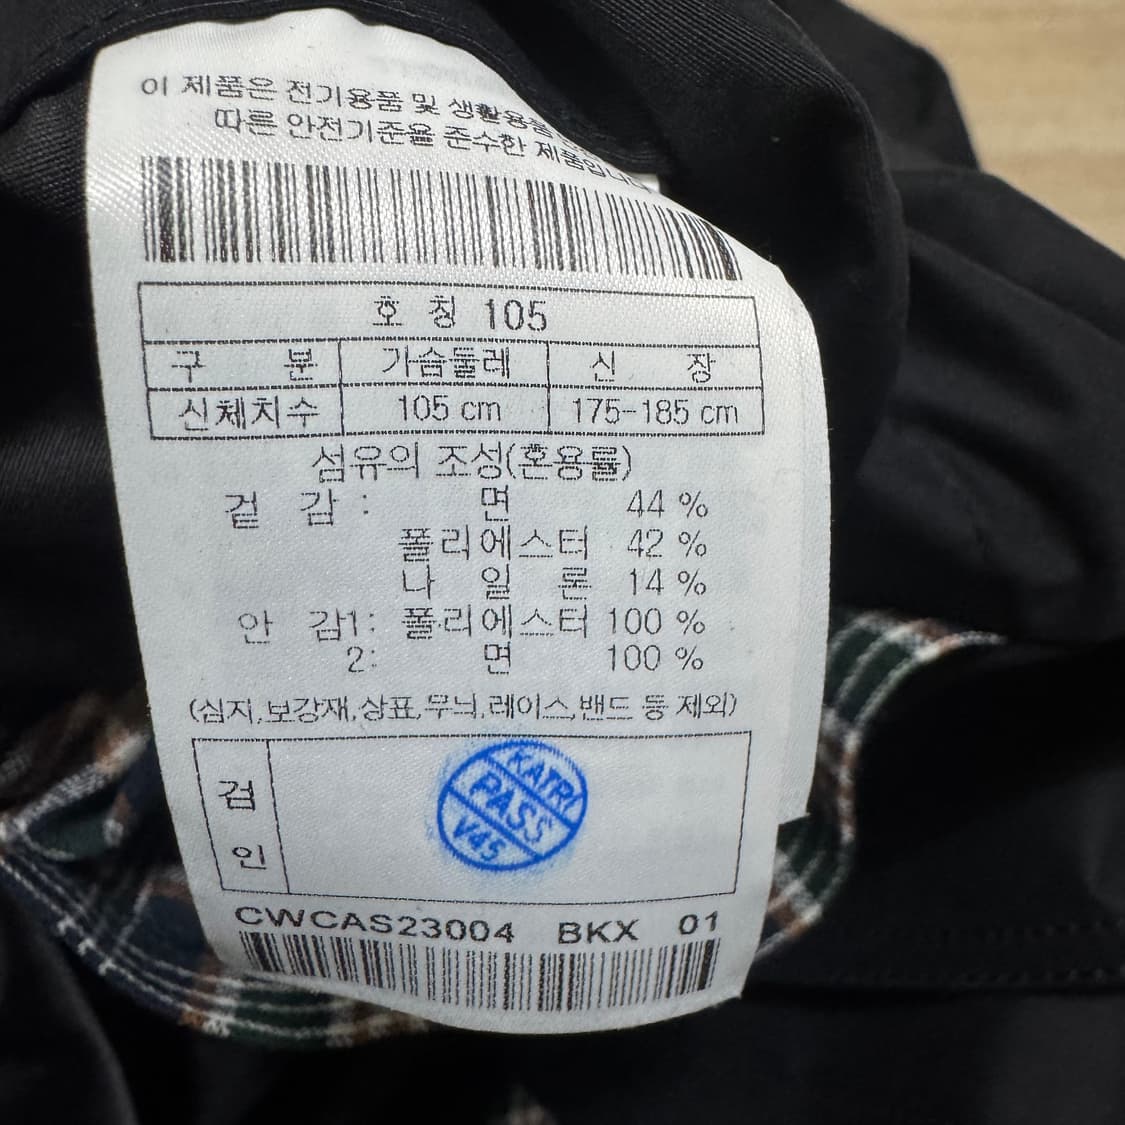 이 제품은 전기용품 및 생활용품
따른 안전기준을 준수한 제품입니다
호 칭 105
구 분 가슴둘레 신 장
신체치수 105 cm 175-185 cm
섬유의 조성(혼용률)
겉 감 : 면 44 %
폴리에스터 42 %
나 일 론 14 %
안 감1: 폴리에스터 100 %
2: 면 100 %
(심지,보강재,상표,무늬,레이스,밴드 등 제외)
검
인
KATRI
PASS
V45
CWCAS23004 BKX 01